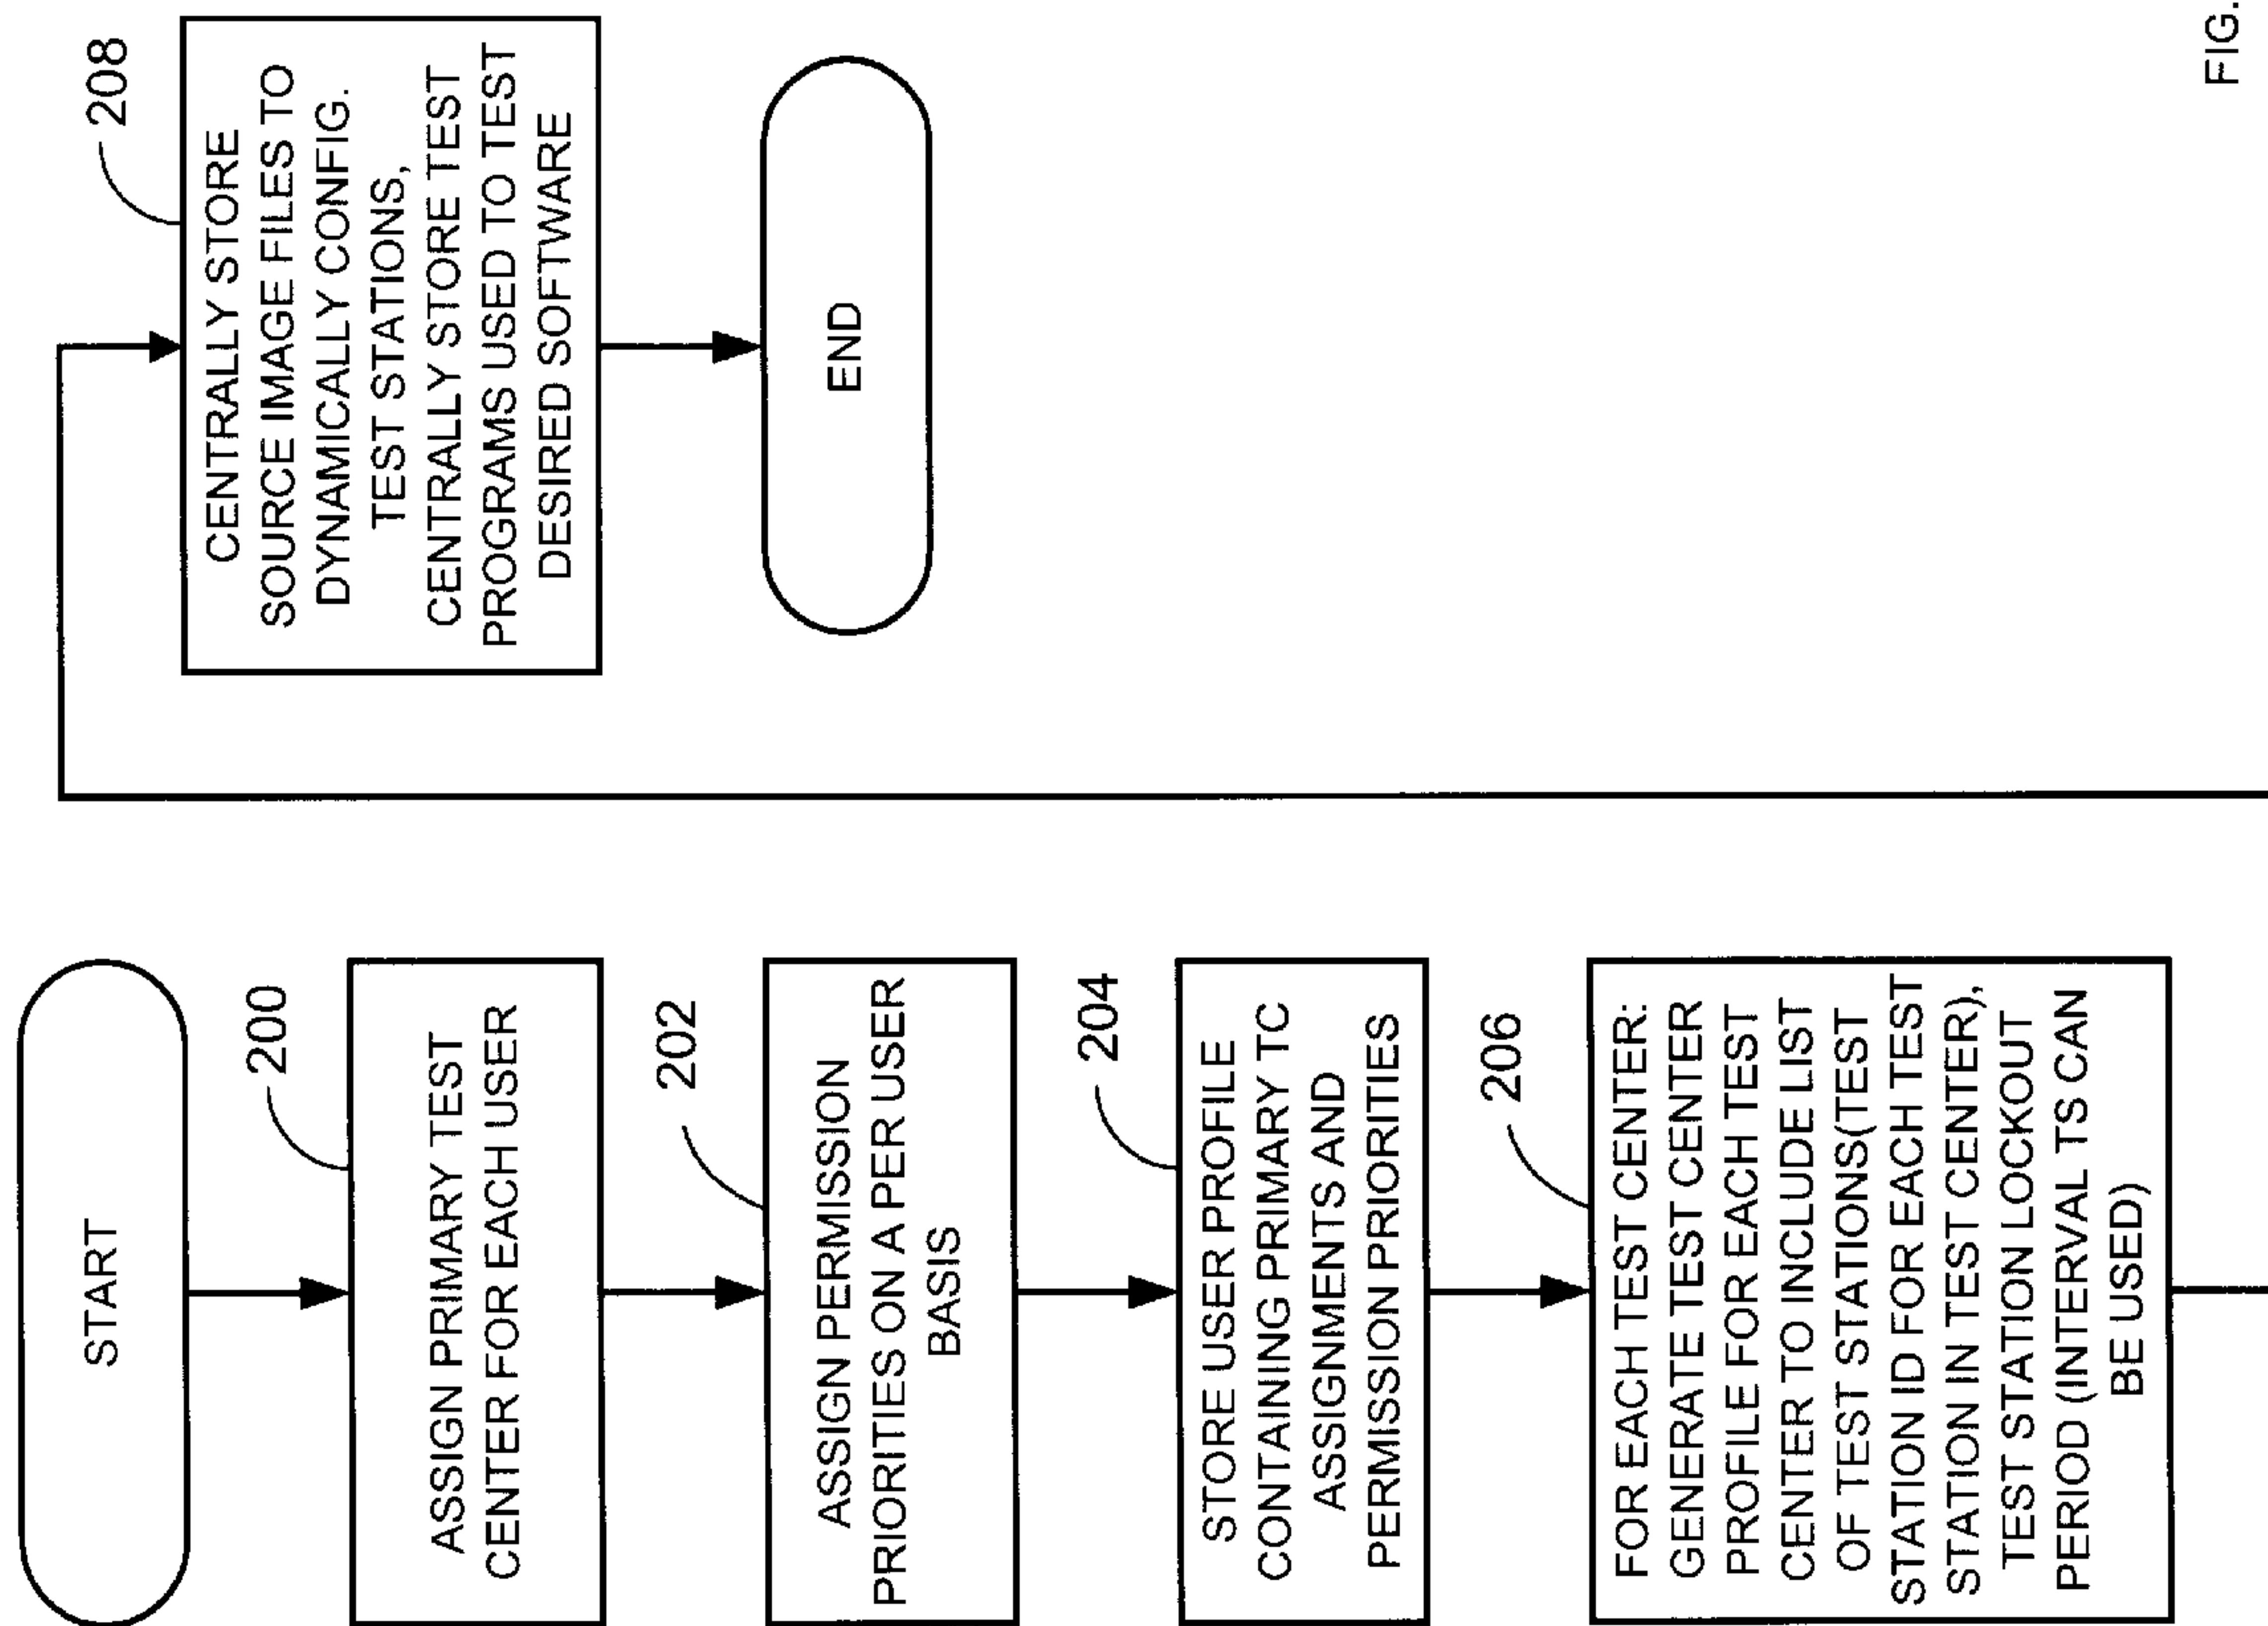 START
200
ASSIGN PRIMARY TEST
CENTER FOR EACH USER
202
ASSIGN PERMISSION
PRIORITIES ON A PER USER
BASIS
204
STORE USER PROFILE
CONTAINING PRIMARY TC
ASSIGNMENTS AND
PERMISSION PRIORITIES
206
FOR EACH TEST CENTER:
GENERATE TEST CENTER
PROFILE FOR EACH TEST
CENTER TO INCLUDE LIST
OF TEST STATIONS(TEST
STATION ID FOR EACH TEST
STATION IN TEST CENTER),
TEST STATION LOCKOUT
PERIOD (INTERVAL TS CAN
BE USED)
208
CENTRALLY STORE
SOURCE IMAGE FILES TO
DYNAMICALLY CONFIG.
TEST STATIONS,
CENTRALLY STORE TEST
PROGRAMS USED TO TEST
DESIRED SOFTWARE
END
FIG.